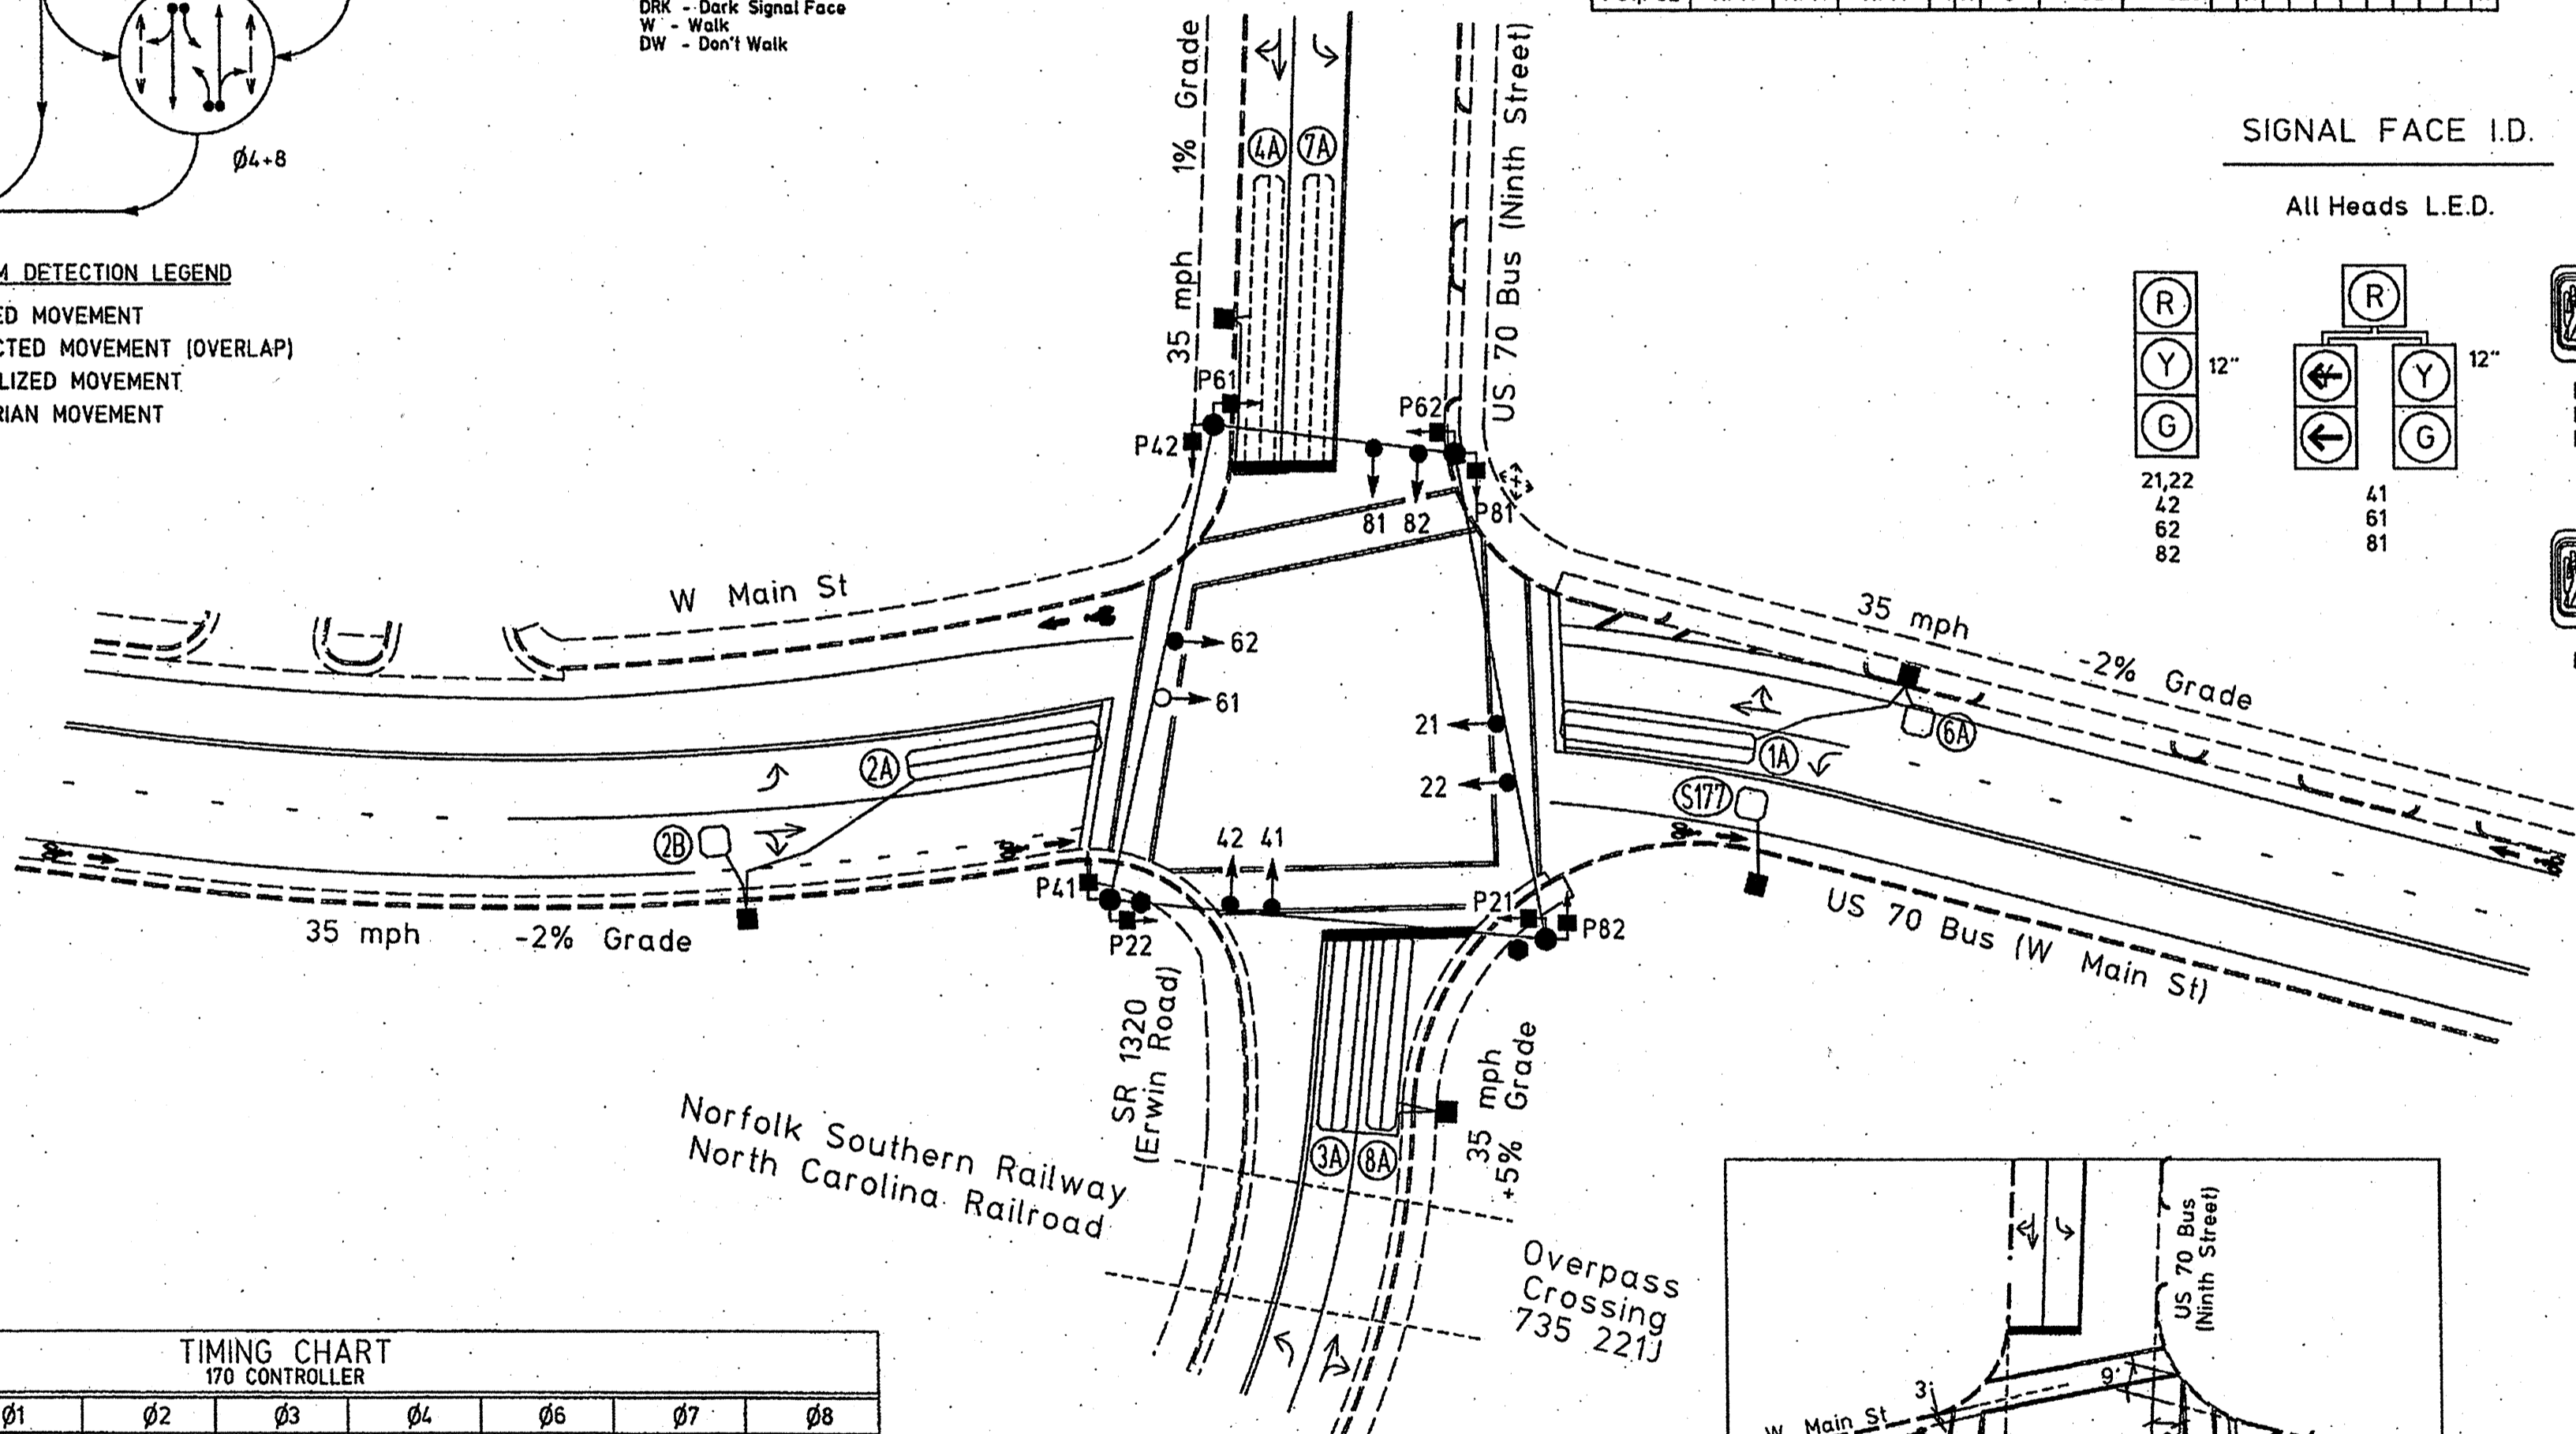 DRK - Dark Signal Face
W - Walk
DW - Don't Walk
Ø4+8
M DETECTION LEGEND
ED MOVEMENT
CTED MOVEMENT (OVERLAP)
LIZED MOVEMENT
RIAN MOVEMENT
SIGNAL FACE I.D.
All Heads L.E.D.
R
Y
G
12"
21,22
42
62
82
R
Y
Y
G
12"
41
61
81
35 mph 1% Grade
4A
7A
US 70 Bus (Ninth Street)
P61
P42
P62
P81
81
82
W Main St
62
61
21
22
42
41
2A
2B
35 mph
-2% Grade
35 mph -2% Grade
6A
1A
S177
US 70 Bus (W Main St)
P41
P22
P21
P82
SR 1320
(Erwin Road)
35 mph
+5% Grade
3A
8A
Norfolk Southern Railway
North Carolina Railroad
Overpass
Crossing
735 221J
TIMING CHART
170 CONTROLLER
Ø1
Ø2
Ø3
Ø4
Ø6
Ø7
Ø8
US 70 Bus
(Ninth Street)
3'
9'
W Main St